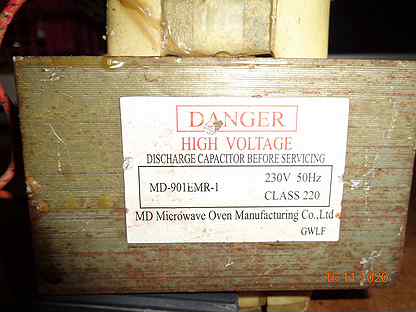 DANGER
HIGH VOLTAGE
DISCHARGE CAPACITOR BEFORE SERVICING
MD-901EMR-1
230V 50Hz
CLASS 220
MD Microwave Oven Manufacturing Co.,Ltd
GWLF